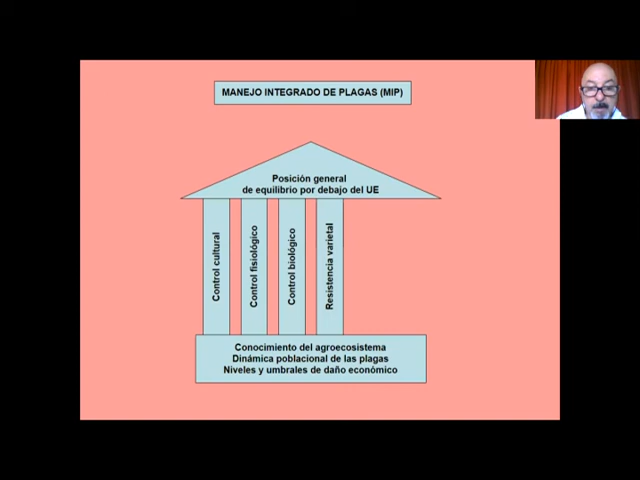 MANEJO INTEGRADO DE PLAGAS (MIP)
Posición general
de equilibrio por debajo del UE
Control cultural
Control fisiológico
Control biológico
Resistencia varietal
Conocimiento del agroecosistema
Dinámica poblacional de las plagas
Niveles y umbrales de daño económico